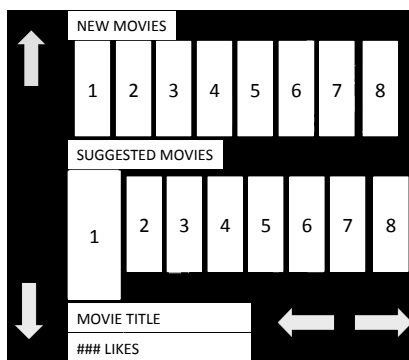 NEW MOVIES
1 2 3 4 5 6 7 8
SUGGESTED MOVIES
1 2 3 4 5 6 7 8
MOVIE TITLE
### LIKES